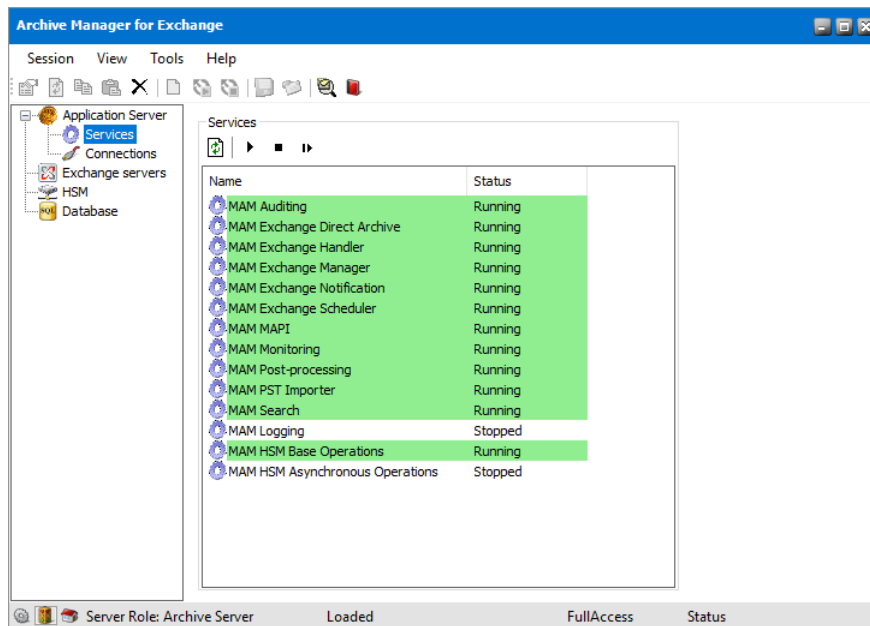 Archive Manager for Exchange
Session View Tools Help
Application Server
Services
Connections
Exchange servers
HSM
SQL Database
Services
Name Status
MAM Auditing Running
MAM Exchange Direct Archive Running
MAM Exchange Handler Running
MAM Exchange Manager Running
MAM Exchange Notification Running
MAM Exchange Scheduler Running
MAM MAPI Running
MAM Monitoring Running
MAM Post-processing Running
MAM PST Importer Running
MAM Search Running
MAM Logging Stopped
MAM HSM Base Operations Running
MAM HSM Asynchronous Operations Stopped
Server Role: Archive Server Loaded FullAccess Status